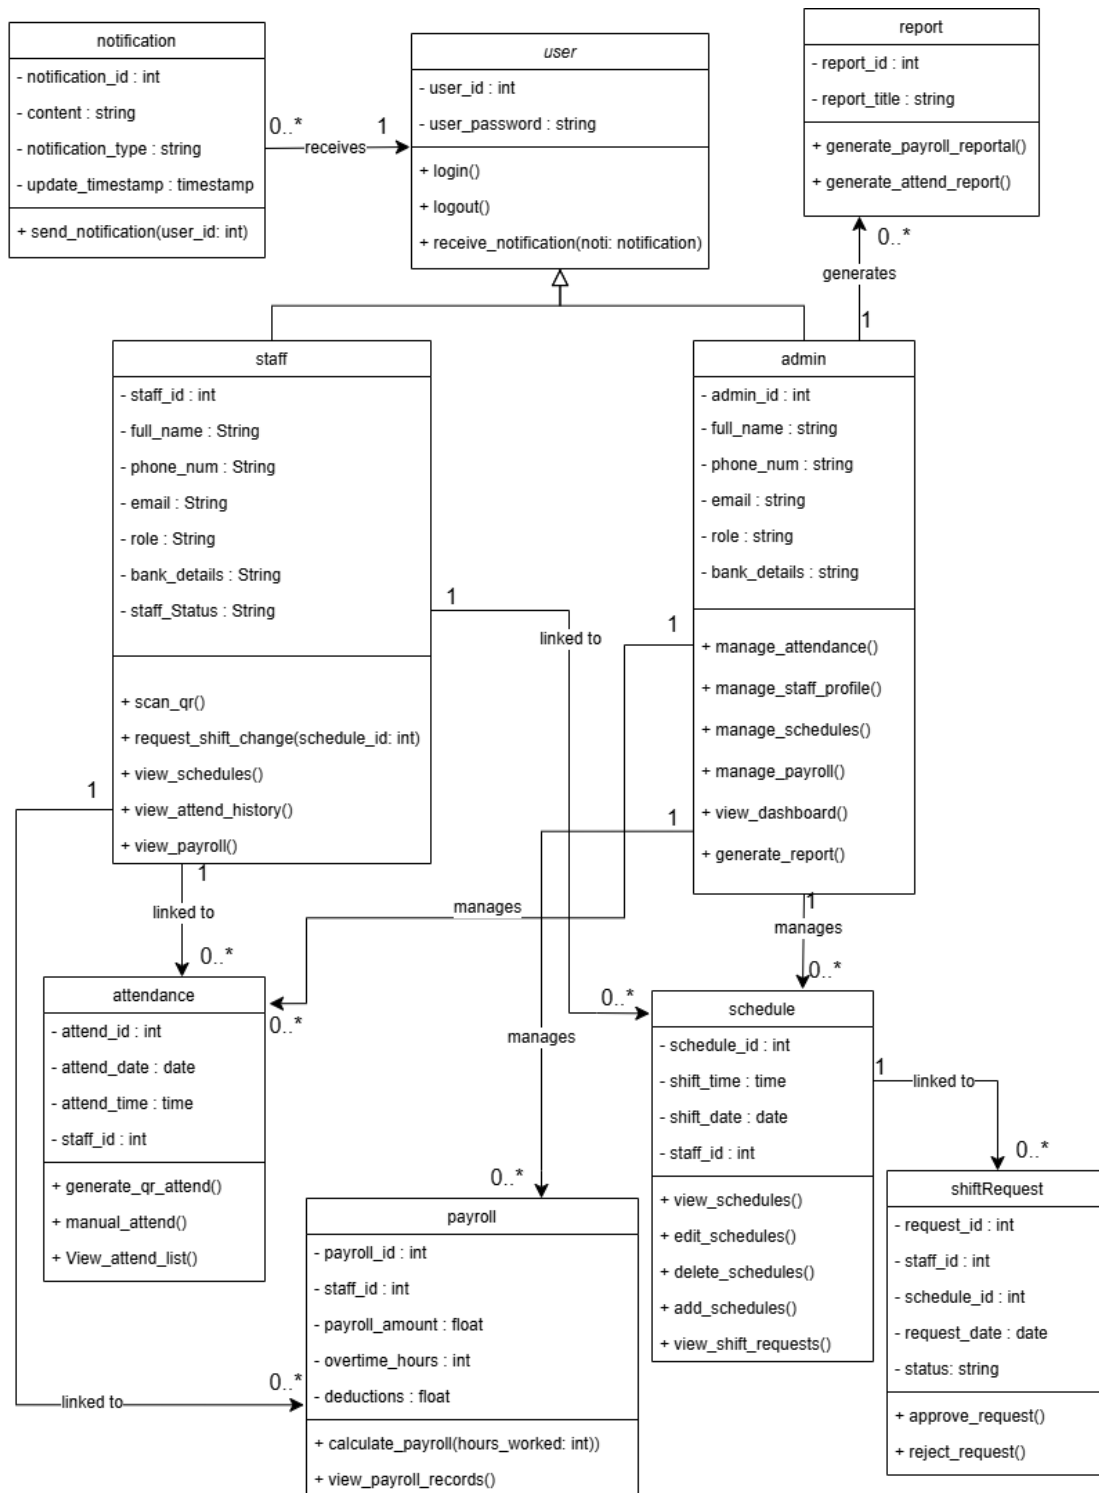 notification
- notification_id : int
- content : string
- notification_type : string
- update_timestamp : timestamp
+ send_notification(user_id: int)
0..*
1
receives
user
- user_id : int
- user_password : string
+ login()
+ logout()
+ receive_notification(noti: notification)
report
- report_id : int
- report_title : string
+ generate_payroll_reportal()
+ generate_attend_report()
0..*
generates
1
staff
- staff_id : int
- full_name : String
- phone_num : String
- email : String
- role : String
- bank_details : String
- staff_Status : String
+ scan_qr()
+ request_shift_change(schedule_id: int)
+ view_schedules()
+ view_attend_history()
+ view_payroll()
admin
- admin_id : int
- full_name : string
- phone_num : string
- email : string
- role : string
- bank_details : string
+ manage_attendance()
+ manage_staff_profile()
+ manage_schedules()
+ manage_payroll()
+ view_dashboard()
+ generate_report()
1
linked to
1
1
1
1
linked to
0..*
manages
0..*
1
manages
0..*
0..*
manages
0..*
attendance
- attend_id : int
- attend_date : date
- attend_time : time
- staff_id : int
+ generate_qr_attend()
+ manual_attend()
+ View_attend_list()
schedule
- schedule_id : int
- shift_time : time
- shift_date : date
- staff_id : int
+ view_schedules()
+ edit_schedules()
+ delete_schedules()
+ add_schedules()
+ view_shift_requests()
1
linked to
0..*
shiftRequest
- request_id : int
- staff_id : int
- schedule_id : int
- request_date : date
- status: string
+ approve_request()
+ reject_request()
payroll
- payroll_id : int
- staff_id : int
- payroll_amount : float
- overtime_hours : int
- deductions : float
+ calculate_payroll(hours_worked: int))
+ view_payroll_records()
0..*
linked to